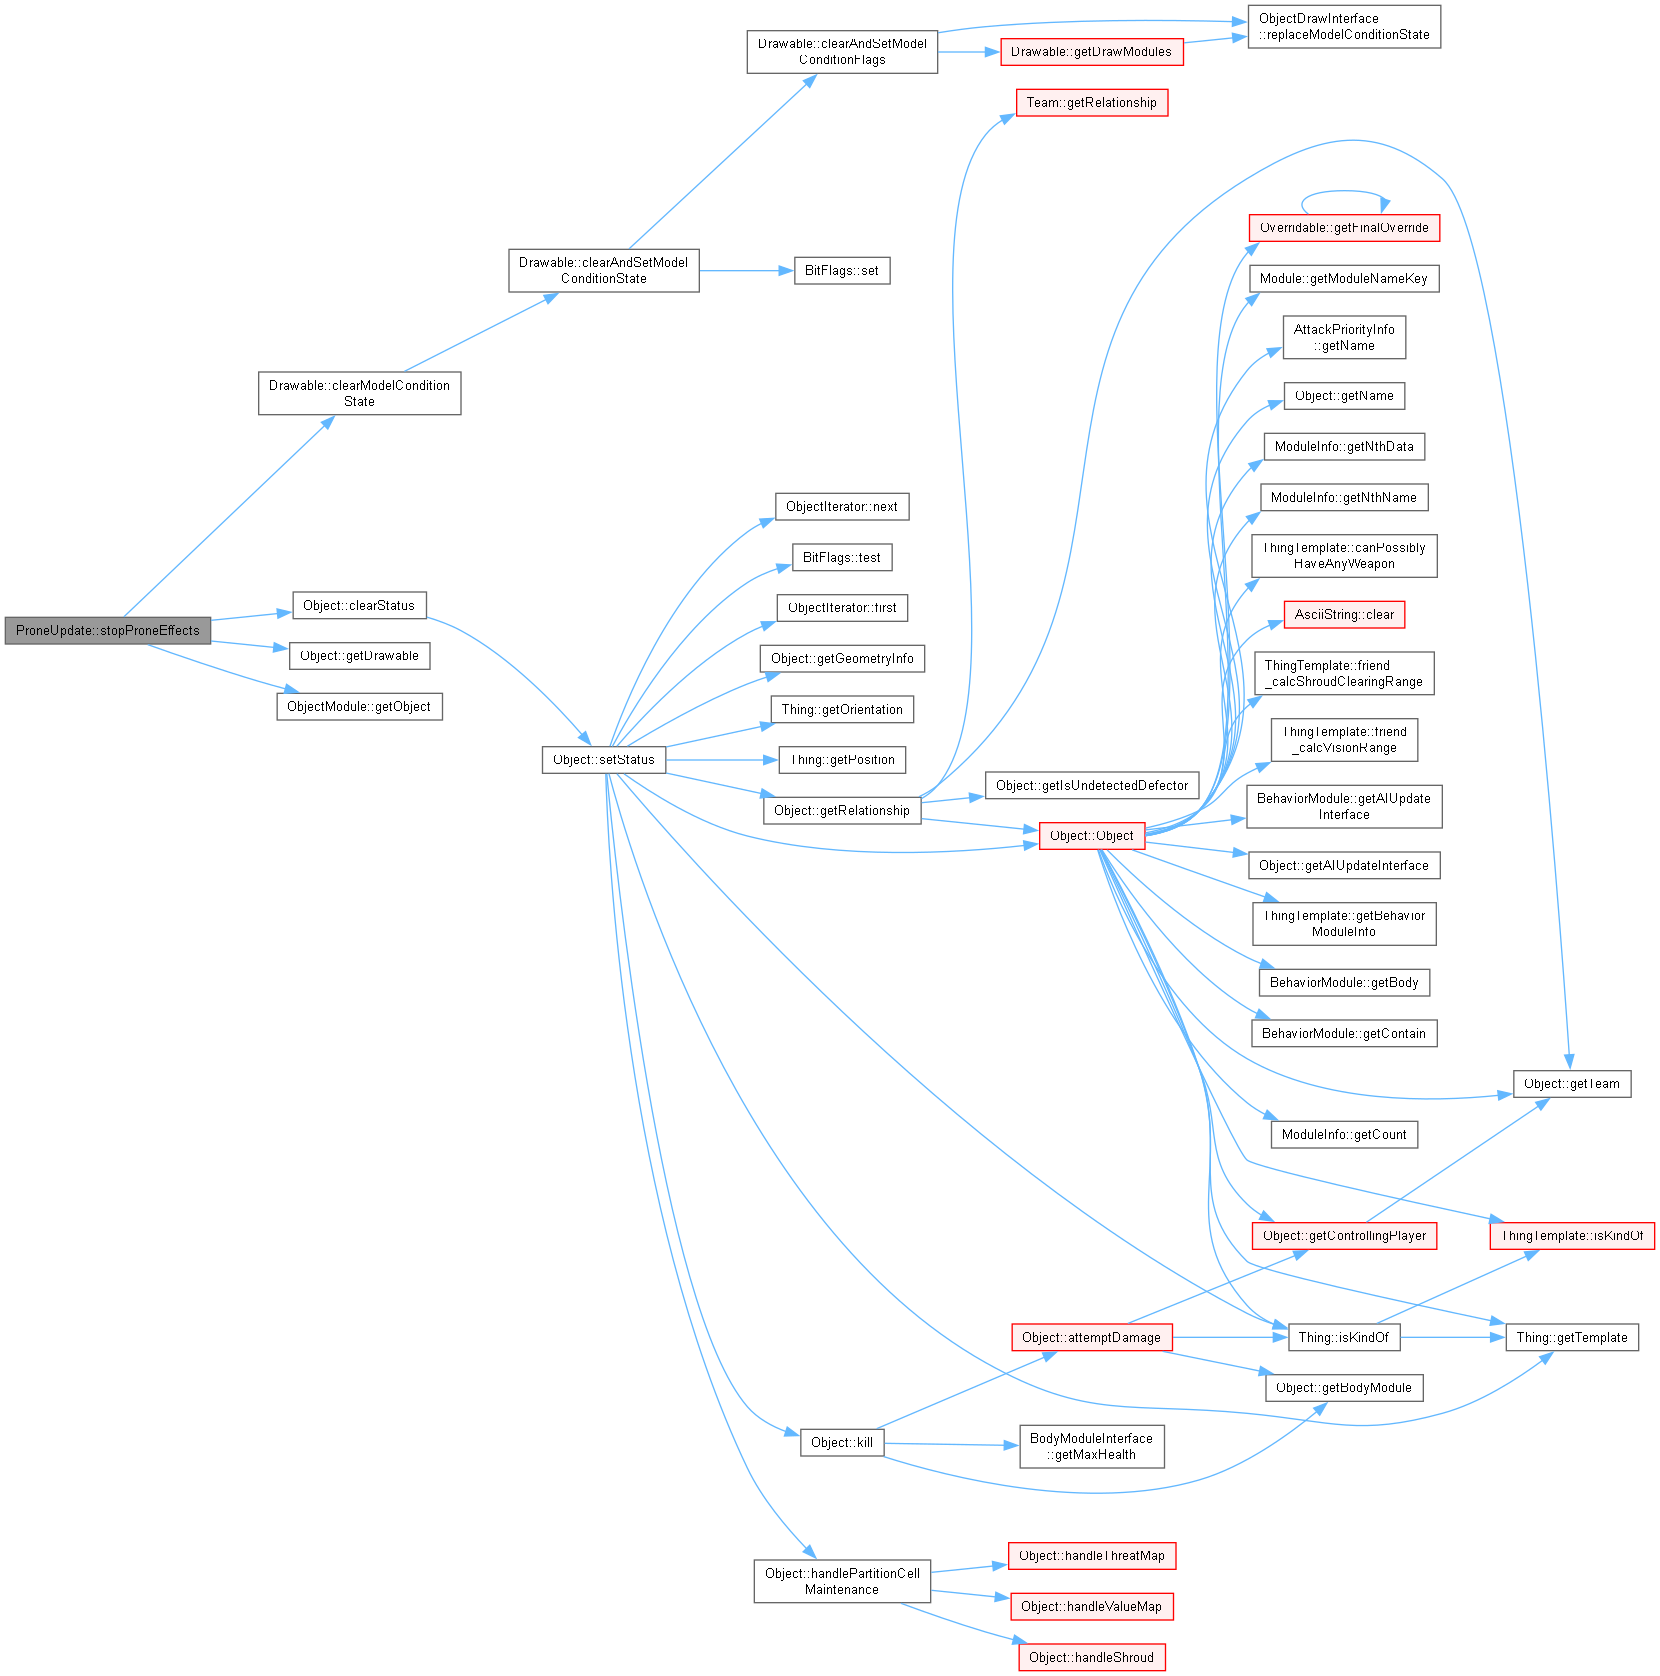 ObjectDrawInterface
::replaceModelConditionState
Drawable::clearAndSetModel
ConditionFlags
Drawable::getDrawModules
Team::getRelationship
Overridable::getFinalOverride
Drawable::clearAndSetModel
ConditionState
BitFlags::set
Module::getModuleNameKey
AttackPriorityInfo
::getName
Drawable::clearModelCondition
State
Object::getName
ModuleInfo::getNthData
ModuleInfo::getNthName
ObjectIterator::next
BitFlags::test
ThingTemplate::canPossibly
HaveAnyWeapon
Object::clearStatus
ObjectIterator::first
AsciiString::clear
ProneUpdate::stopProneEffects
Object::getDrawable
Object::getGeometryInfo
ThingTemplate::friend
_calcShroudClearingRange
ObjectModule::getObject
Thing::getOrientation
ThingTemplate::friend
_calcVisionRange
Object::setStatus
Thing::getPosition
Object::getIsUndetectedDefector
BehaviorModule::getAIUpdate
Interface
Object::getRelationship
Object::Object
Object::getAIUpdateInterface
ThingTemplate::getBehavior
ModuleInfo
BehaviorModule::getBody
BehaviorModule::getContain
Object::getTeam
ModuleInfo::getCount
Object::getControllingPlayer
ThingTemplate::isKindOf
Object::attemptDamage
Thing::isKindOf
Thing::getTemplate
Object::getBodyModule
Object::kill
BodyModuleInterface
::getMaxHealth
Object::handleThreatMap
Object::handlePartitionCell
Maintenance
Object::handleValueMap
Object::handleShroud